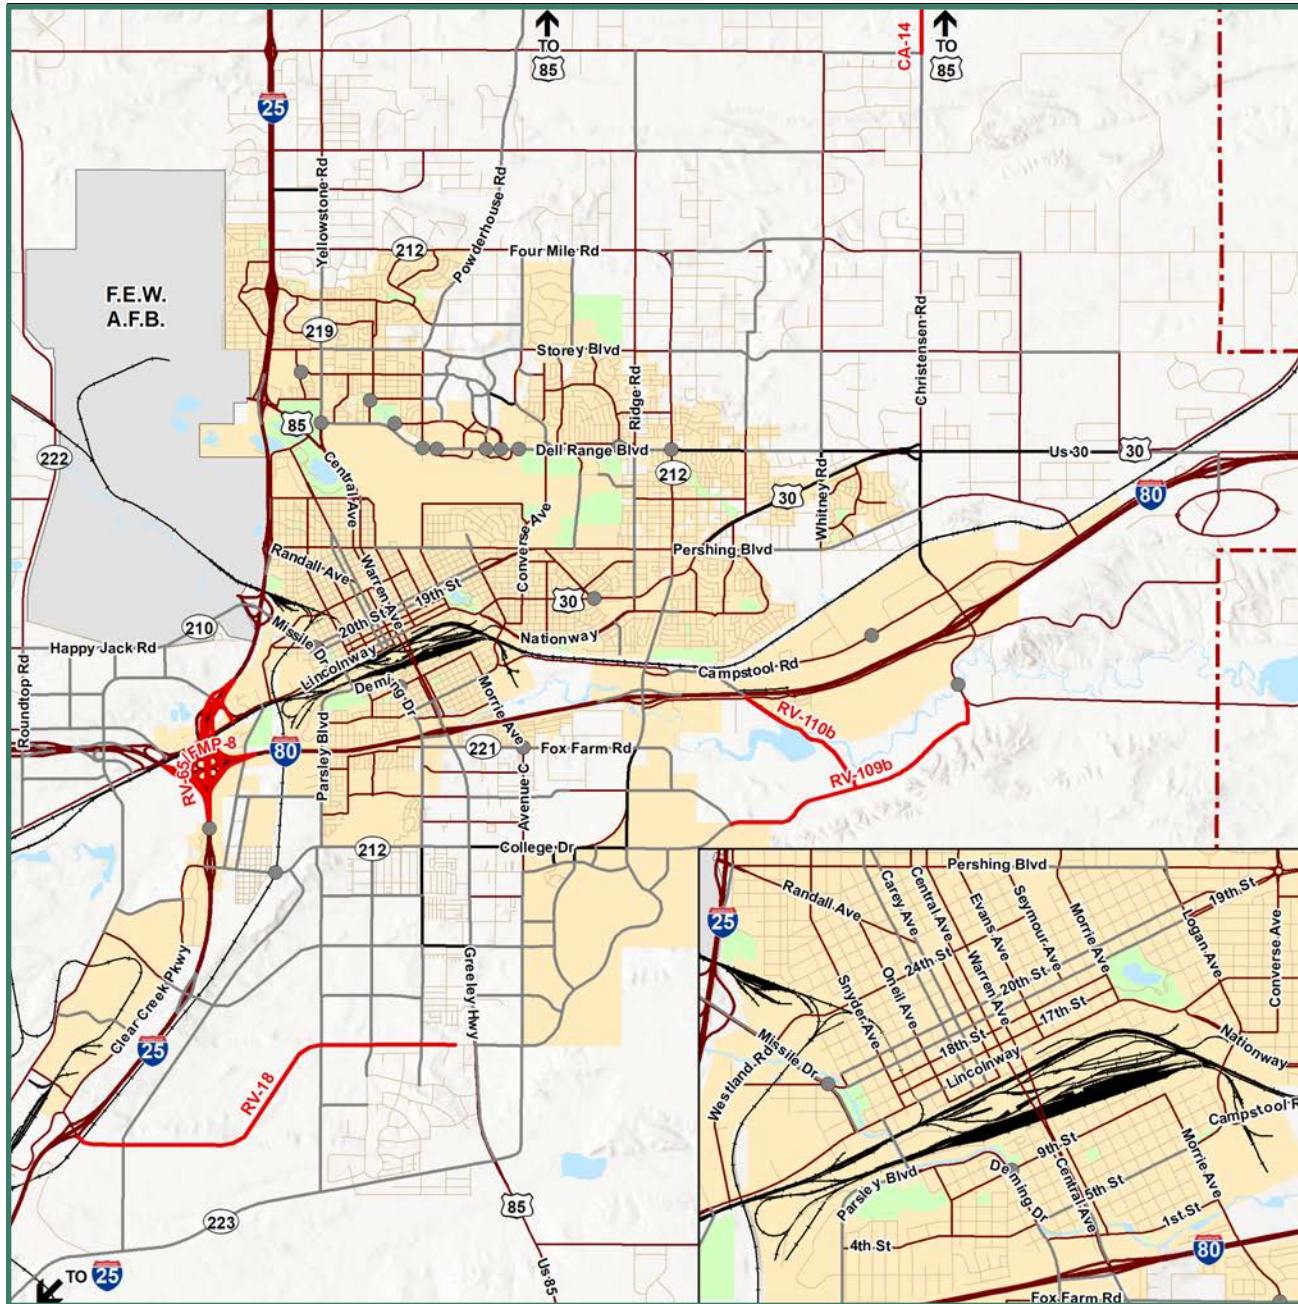 TO
85
CA-14
TO
85
25
Yellowstone Rd
Powderhouse Rd
212
Four Mile Rd
F.E.W.
A.F.B.
219
Christensen Rd
Storey Blvd
Ridge Rd
85
Dell Range Blvd
Us 30
30
222
Central Ave
212
30
Whitney Rd
80
Converse Ave
Pershing Blvd
Randall Ave
Warren Ave
19th St
30
20th St
210
Missile Dr
Nationway
Happy Jack Rd
Lincolnway
Campstool Rd
Deming Dr
Morrie Ave
Roundtop Rd
RV-110b
Parsley Blvd
80
221
Fox Farm Rd
RV-65/FMP-8
RV-109b
Avenue C
212
College Dr
Greeley Hwy
Clear Creek Pkwy
25
RV-18
85
223
Us 85
TO
25
Pershing Blvd
Randall Ave
Carey Ave
Central Ave
Evans Ave
Seymour Ave
Morrie Ave
Logan Ave
19th St
25
Converse Ave
24th St
20th St
Oneil Ave
Warren Ave
Snyder Ave
17th St
18th St
Missile Dr
Lincolnway
Westland Rd
Nationway
Campstool R
9th St
Morrie Ave
Deming Dr
Parsley Blvd
5th St
Central Ave
1st St
4th St
80
Fox Farm Rd